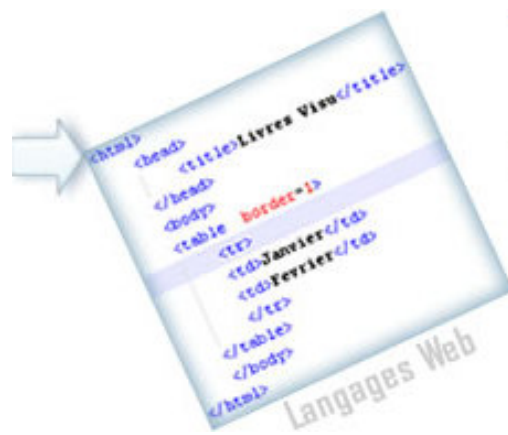 <html>
<head>
<title>Livres Visu</title>
</head>
<body>
<table border=1>
<tr>
<td>Janvier</td>
<td>Fevrier</td>
</tr>
</table>
</body>
</html>
Langages Web